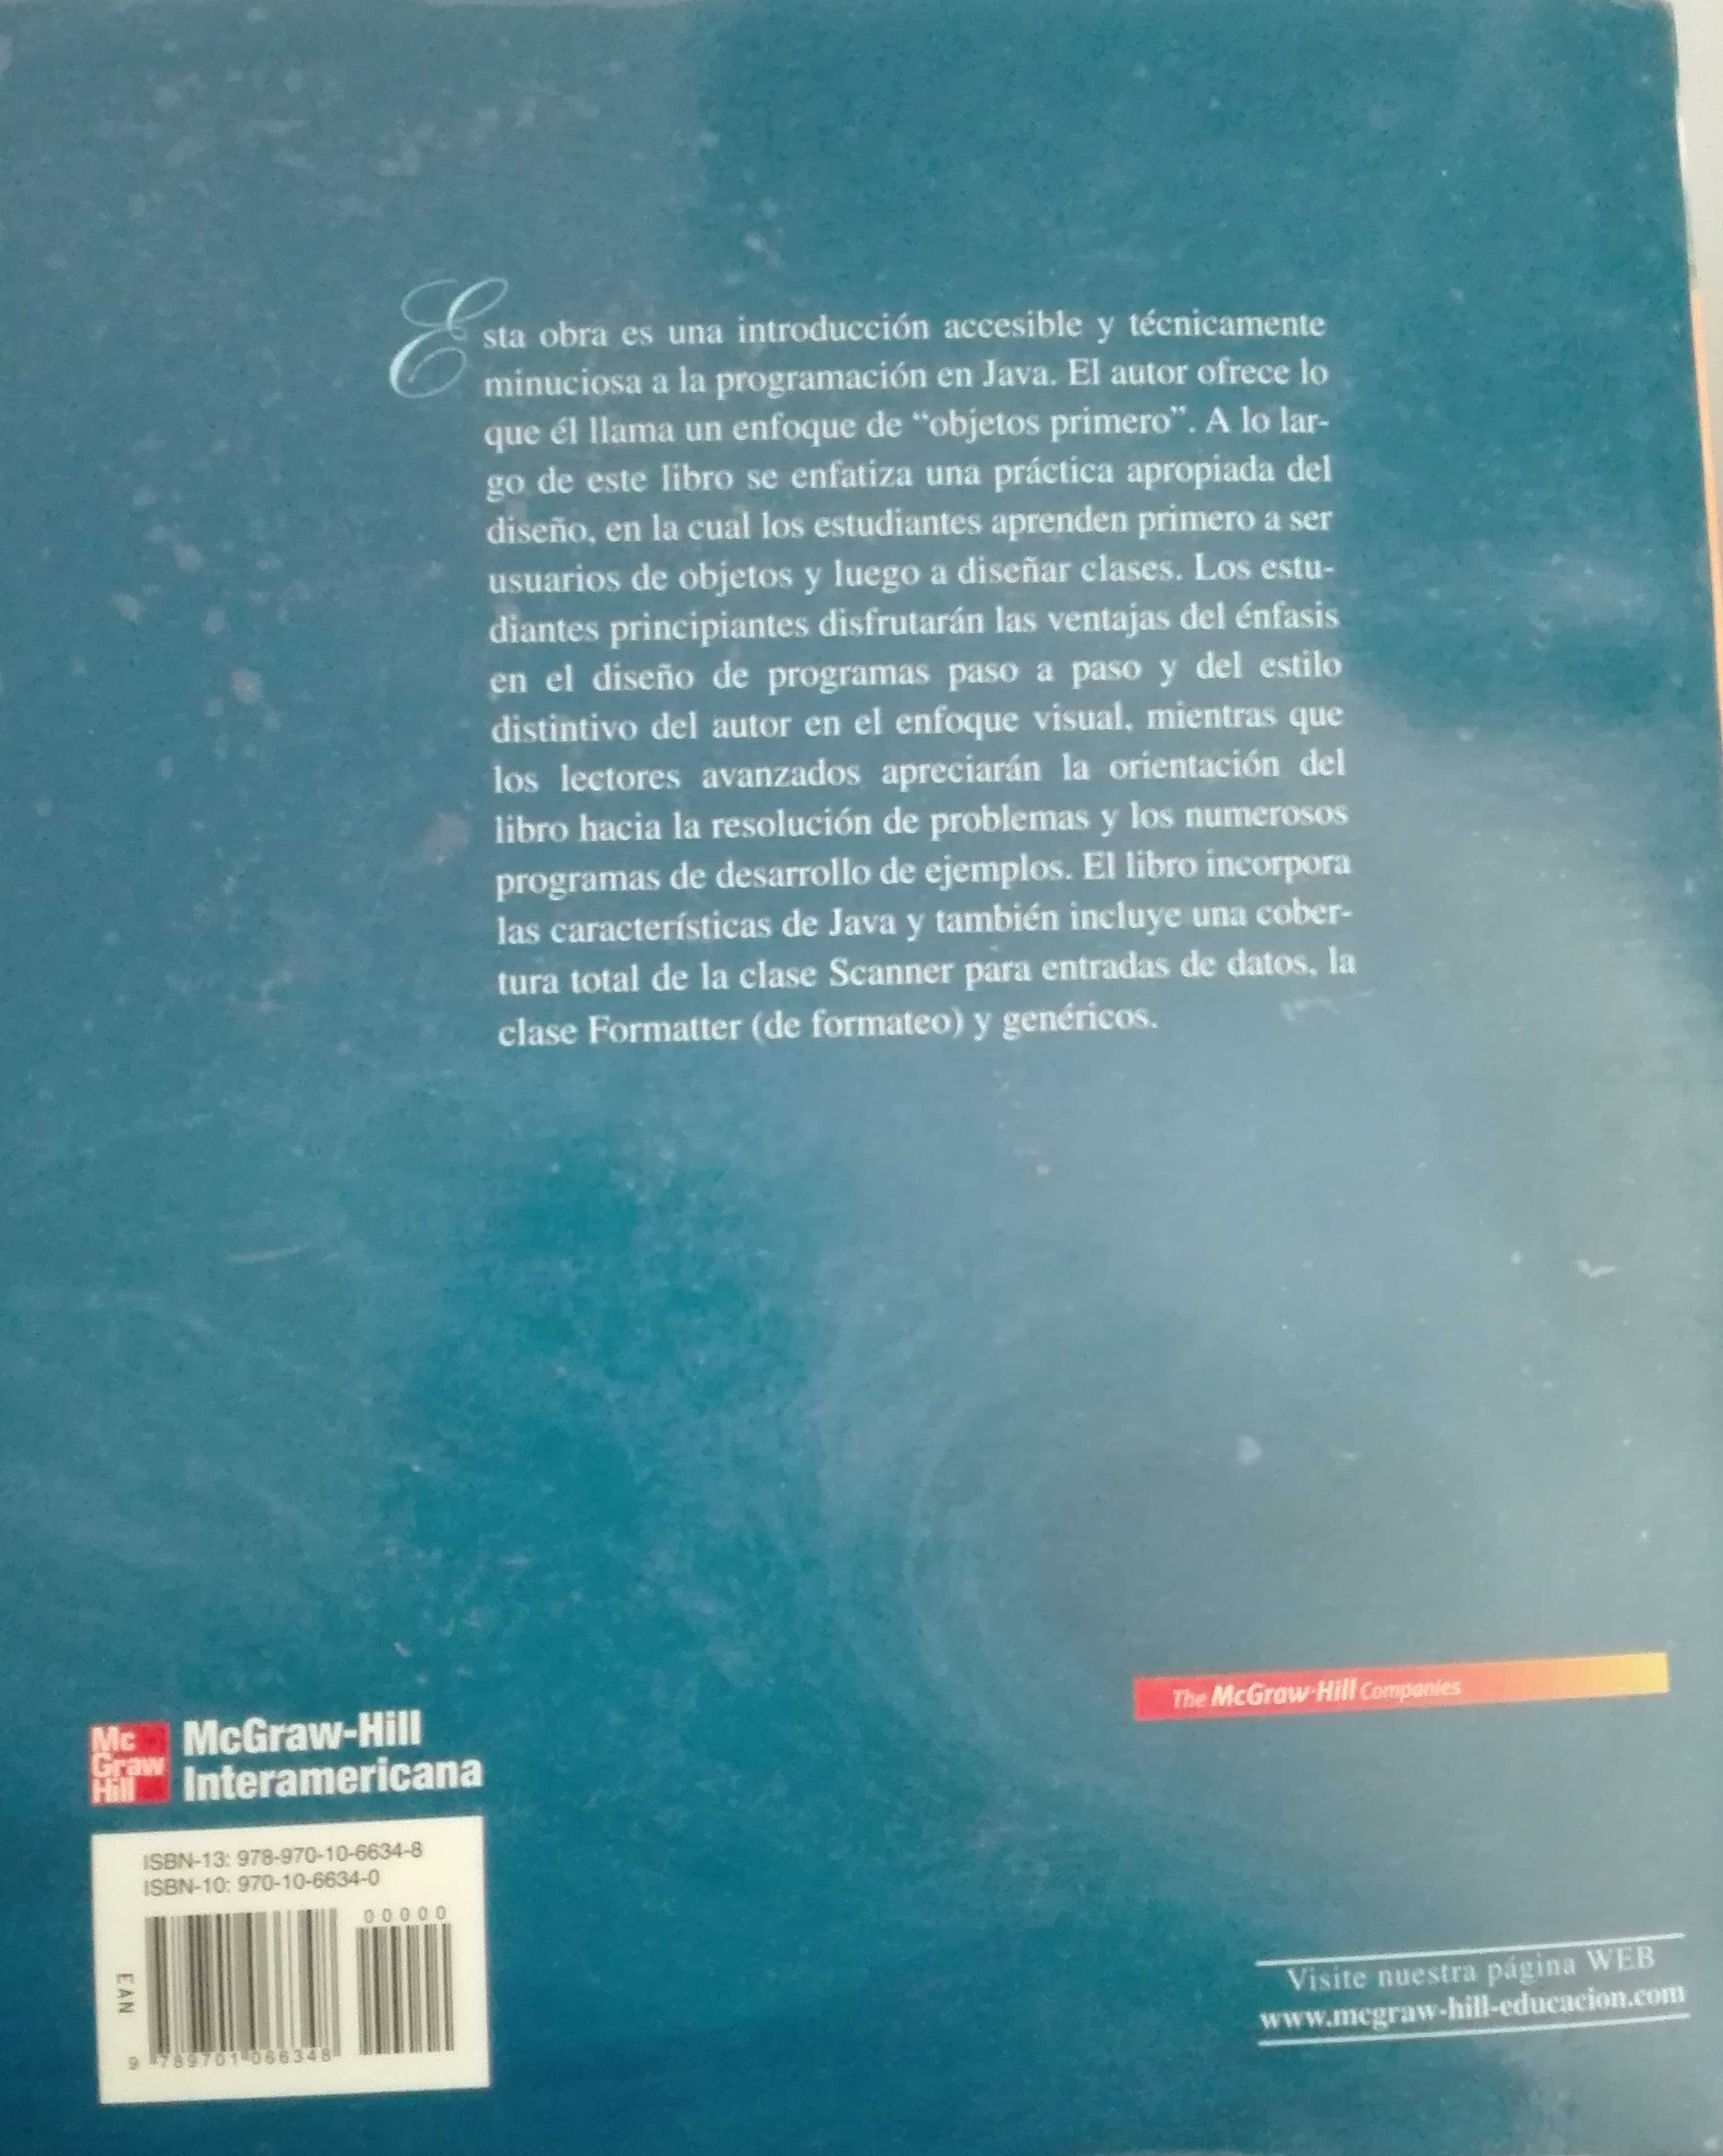 Esta obra es una introducción accesible y técnicamente
minuciosa a la programación en Java. El autor ofrece lo
que él llama un enfoque de “objetos primero”. A lo lar-
go de este libro se enfatiza una práctica apropiada del
diseño, en la cual los estudiantes aprenden primero a ser
usuarios de objetos y luego a diseñar clases. Los estu-
diantes principiantes disfrutarán las ventajas del énfasis
en el diseño de programas paso a paso y del estilo
distintivo del autor en el enfoque visual, mientras que
los lectores avanzados apreciarán la orientación del
libro hacia la resolución de problemas y los numerosos
programas de desarrollo de ejemplos. El libro incorpora
las características de Java y también incluye una cober-
tura total de la clase Scanner para entradas de datos, la
clase Formatter (de formateo) y genéricos.
The McGraw·Hill Companies
Mc
Graw
Hill
McGraw-Hill
Interamericana
ISBN-13: 978-970-10-6634-8
ISBN-10: 970-10-6634-0
00000
EAN
9 789701 066348
Visite nuestra página WEB
www.mcgraw-hill-educacion.com